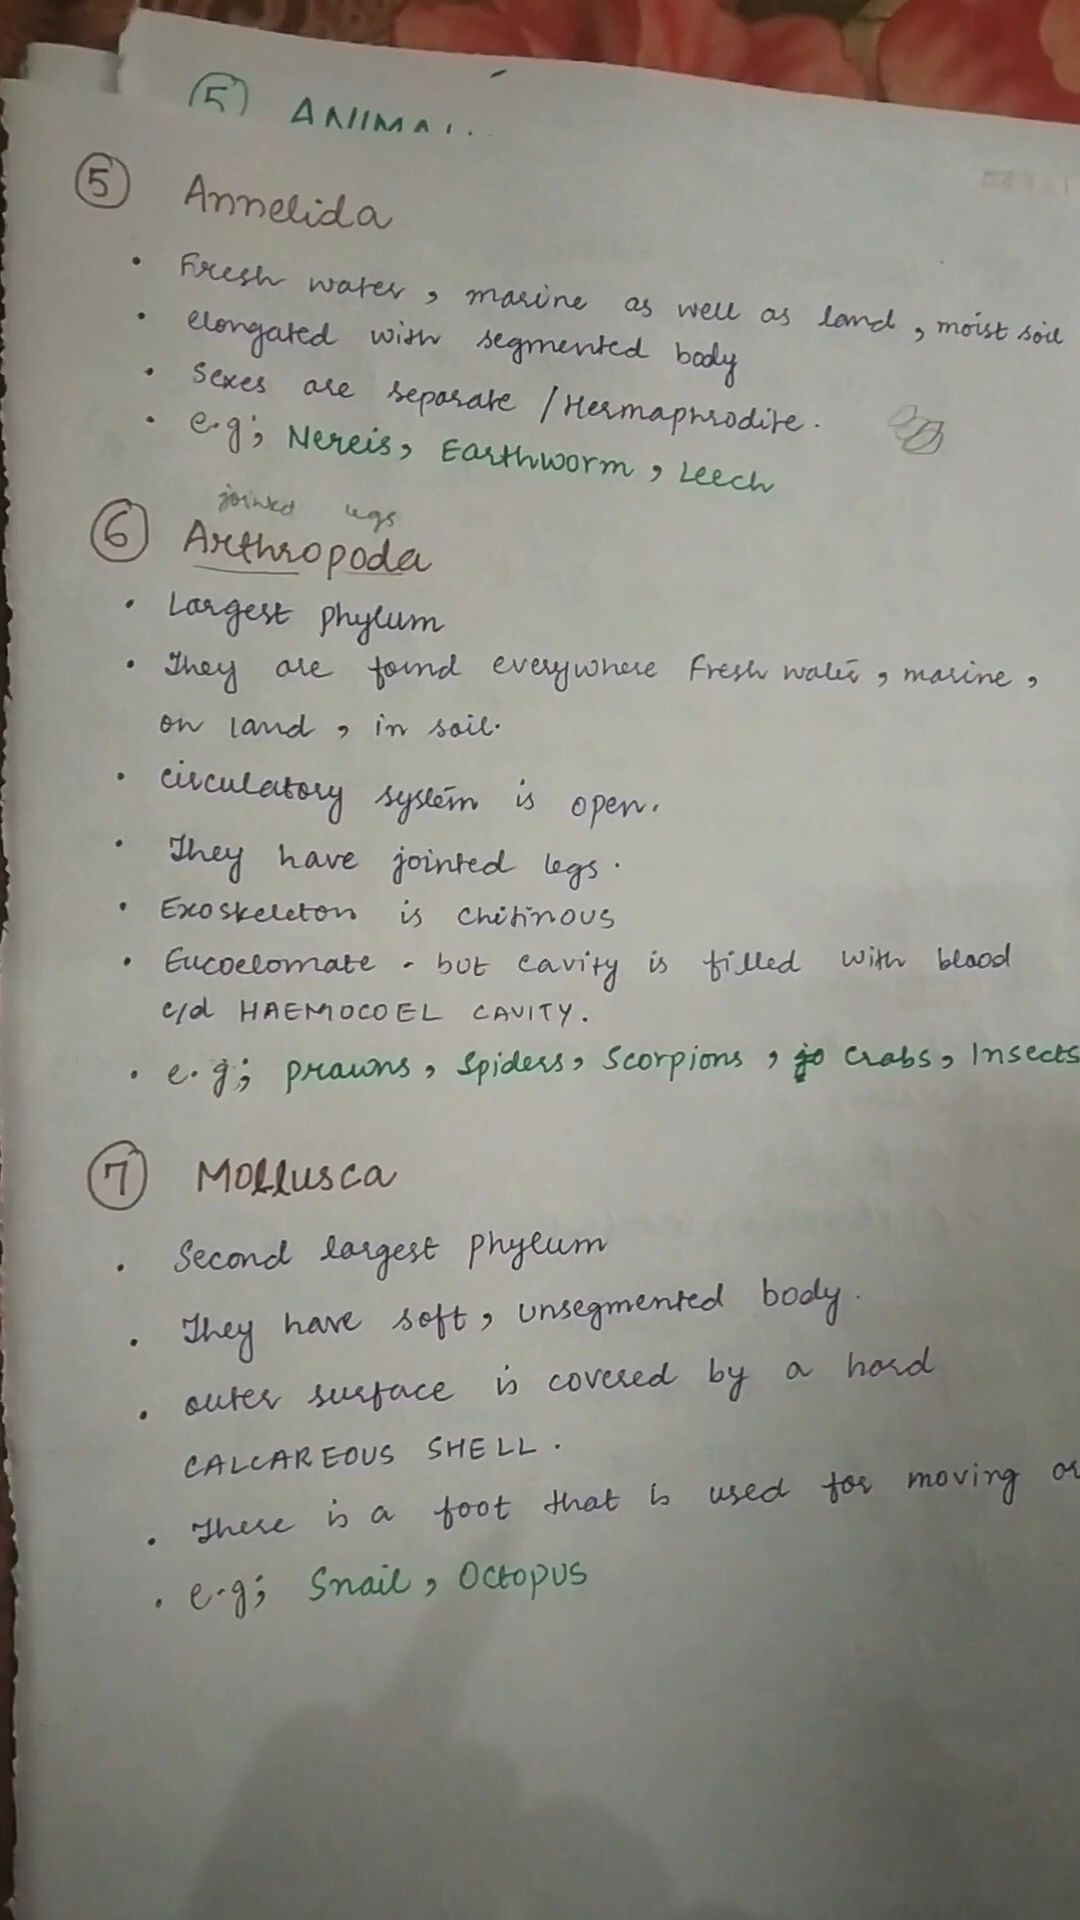 5 ANIMAL
5 Annelida
• Fresh water, marine as well as land, moist soil
• elongated with segmented body
• Sexes are separate / Hermaphrodite.
• e.g; Nereis, Earthworm, Leech
jointed legs
6 Arthropoda
• Largest phylum
• They are found everywhere Fresh water, marine,
on land, in soil.
• circulatory system is open.
• They have jointed legs.
• Exoskeleton is chitinous
• Eucoelomate - but cavity is filled with blood
c/d HAEMOCOEL CAVITY.
• e.g; prawns, Spiders, Scorpions, Crabs, Insects
7 Mollusca
• Second largest phylum
• They have soft, unsegmented body.
• outer surface is covered by a hard
CALCAREOUS SHELL.
• There is a foot that is used for moving or
• e.g; Snail, Octopus